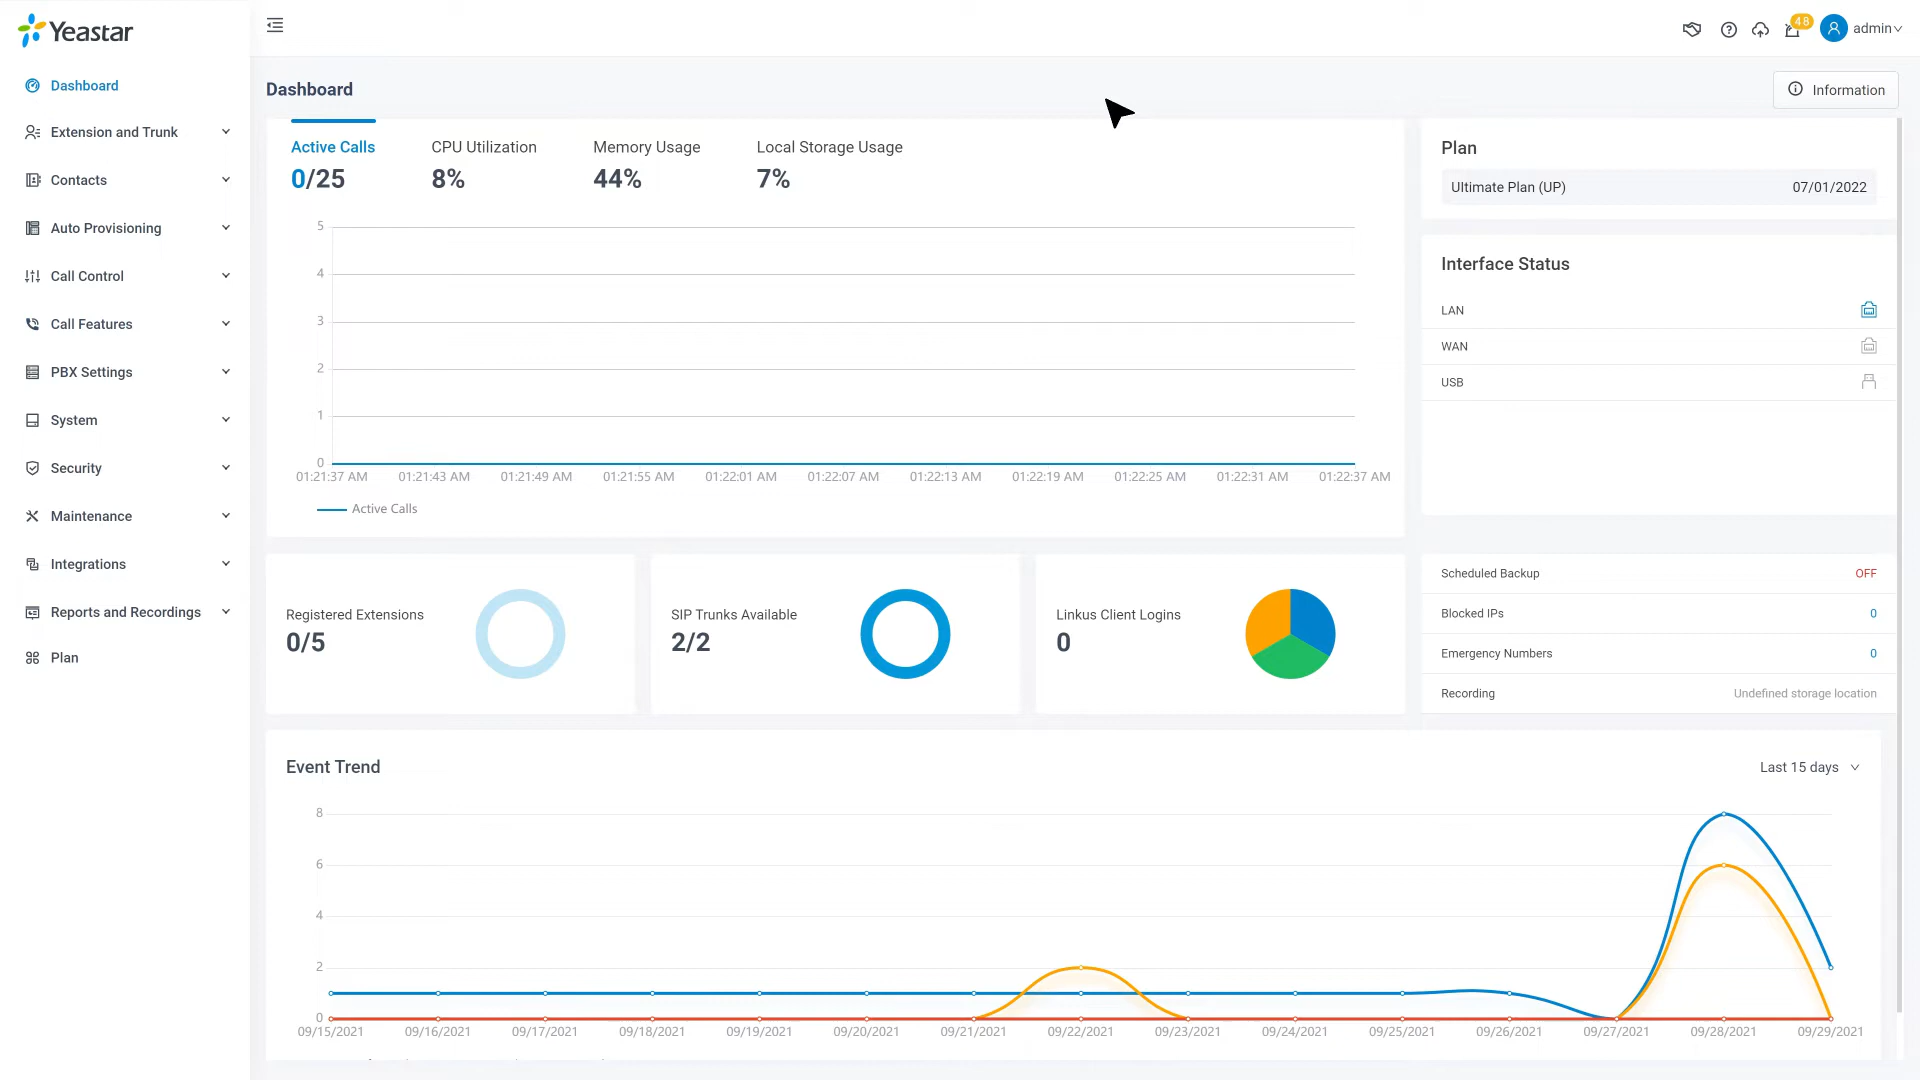 Yeastar
48
admin
Dashboard
Extension and Trunk
Contacts
Auto Provisioning
Call Control
Call Features
PBX Settings
System
Security
Maintenance
Integrations
Reports and Recordings
Plan
Dashboard
Information
Active Calls
0/25
CPU Utilization
8%
Memory Usage
44%
Local Storage Usage
7%
5
4
3
2
1
0
01:21:37 AM 01:21:43 AM 01:21:49 AM 01:21:55 AM 01:22:01 AM 01:22:07 AM 01:22:13 AM 01:22:19 AM 01:22:25 AM 01:22:31 AM 01:22:37 AM
Active Calls
Plan
Ultimate Plan (UP) 07/01/2022
Interface Status
LAN
WAN
USB
Registered Extensions
0/5
SIP Trunks Available
2/2
Linkus Client Logins
0
Scheduled Backup OFF
Blocked IPs 0
Emergency Numbers 0
Recording Undefined storage location
Event Trend
Last 15 days
8
6
4
2
0
09/15/2021 09/16/2021 09/17/2021 09/18/2021 09/19/2021 09/20/2021 09/21/2021 09/22/2021 09/23/2021 09/24/2021 09/25/2021 09/26/2021 09/27/2021 09/28/2021 09/29/2021